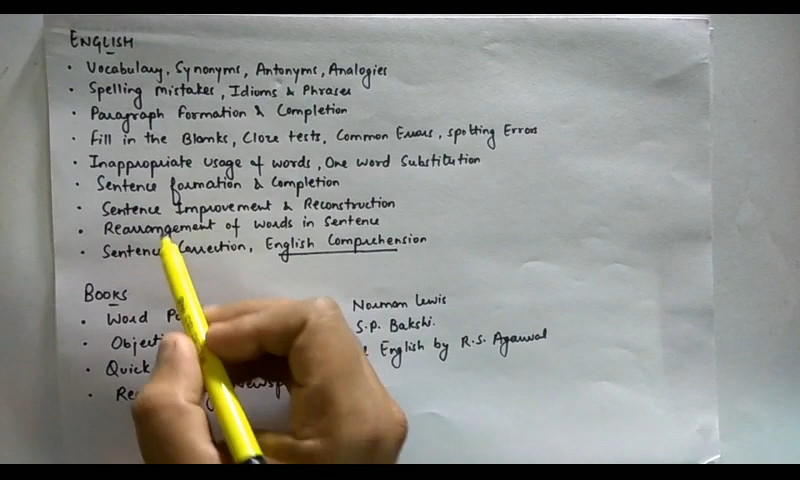 ENGLISH
· Vocabulary, Synonyms, Antonyms, Analogies
· Spelling mistakes, Idioms & Phrases
· Paragraph Formation & Completion
· Fill in the Blanks, Cloze tests, Common Errors, spotting Errors
· Inappropriate usage of words, One word Substitution
· Sentence formation & Completion
· Sentence Improvement & Reconstruction
· Rearrangement of words in Sentence
· Sentence Correction, English Comprehension
BOOKS
· Word Norman Lewis
· S.P. Bakshi.
· Quick English by R.S. Agarwal
·